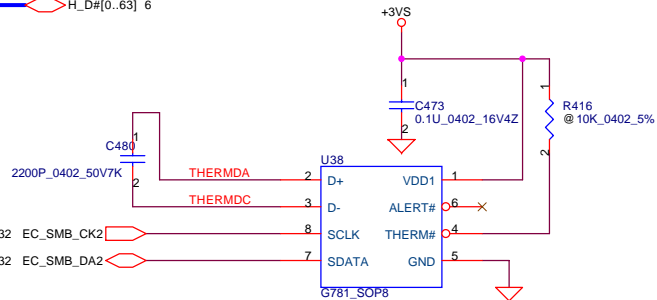 H_D#[0..63] 6
+3VS
1
C473
0.1U_0402_16V4Z
2
1
R416
@10K_0402_5%
2
C480
1
2200P_0402_50V7K
2
THERMDA
THERMDC
U38
2 D+ VDD1 1
3 D- ALERT# 6
8 SCLK THERM# 4
7 SDATA GND 5
G781_SOP8
32 EC_SMB_CK2
32 EC_SMB_DA2